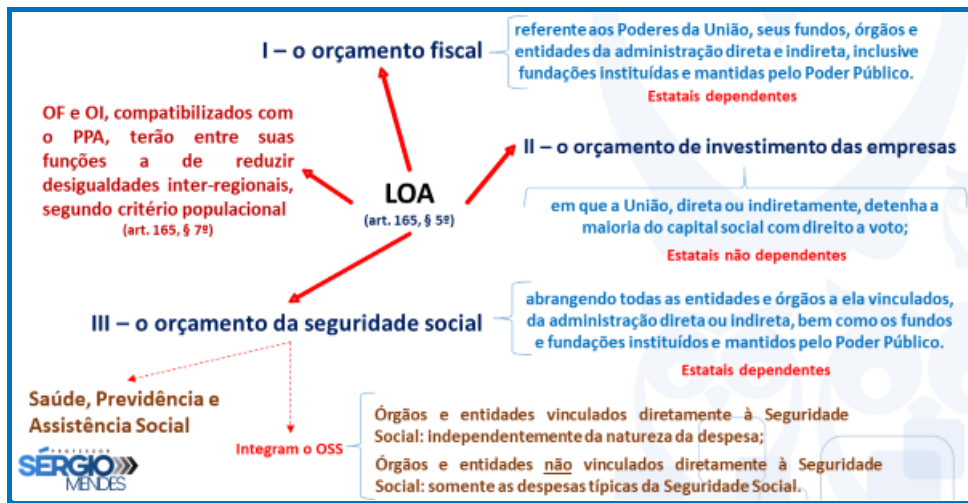 I – o orçamento fiscal
referente aos Poderes da União, seus fundos, órgãos e
entidades da administração direta e indireta, inclusive
fundações instituídas e mantidas pelo Poder Público.
Estatais dependentes
OF e OI, compatibilizados com
o PPA, terão entre suas
funções a de reduzir
desigualdades inter-regionais,
segundo critério populacional
(art. 165, § 7º)
LOA
(art. 165, § 5º)
II – o orçamento de investimento das empresas
em que a União, direta ou indiretamente, detenha a
maioria do capital social com direito a voto;
Estatais não dependentes
III – o orçamento da seguridade social
abrangendo todas as entidades e órgãos a ela vinculados,
da administração direta ou indireta, bem como os fundos
e fundações instituídos e mantidos pelo Poder Público.
Estatais dependentes
Saúde, Previdência e
Assistência Social
Integram o OSS
Órgãos e entidades vinculados diretamente à Seguridade
Social: independentemente da natureza da despesa;
Órgãos e entidades não vinculados diretamente à Seguridade
Social: somente as despesas típicas da Seguridade Social.
PROFESSOR
SÉRGIO
MENDES